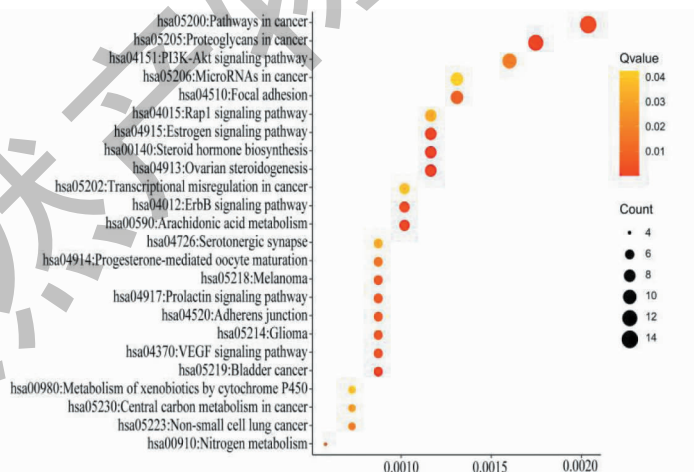 hsa05200:Pathways in cancer
hsa05205:Proteoglycans in cancer
hsa04151:PI3K-Akt signaling pathway
hsa05206:MicroRNAs in cancer
hsa04510:Focal adhesion
hsa04015:Rap1 signaling pathway
hsa04915:Estrogen signaling pathway
hsa00140:Steroid hormone biosynthesis
hsa04913:Ovarian steroidogenesis
hsa05202:Transcriptional misregulation in cancer
hsa04012:ErbB signaling pathway
hsa00590:Arachidonic acid metabolism
hsa04726:Serotonergic synapse
hsa04914:Progesterone-mediated oocyte maturation
hsa05218:Melanoma
hsa04917:Prolactin signaling pathway
hsa04520:Adherens junction
hsa05214:Glioma
hsa04370:VEGF signaling pathway
hsa05219:Bladder cancer
hsa00980:Metabolism of xenobiotics by cytochrome P450
hsa05230:Central carbon metabolism in cancer
hsa05223:Non-small cell lung cancer
hsa00910:Nitrogen metabolism
0.0010 0.0015 0.0020
Qvalue
0.04
0.03
0.02
0.01
Count
4
6
8
10
12
14